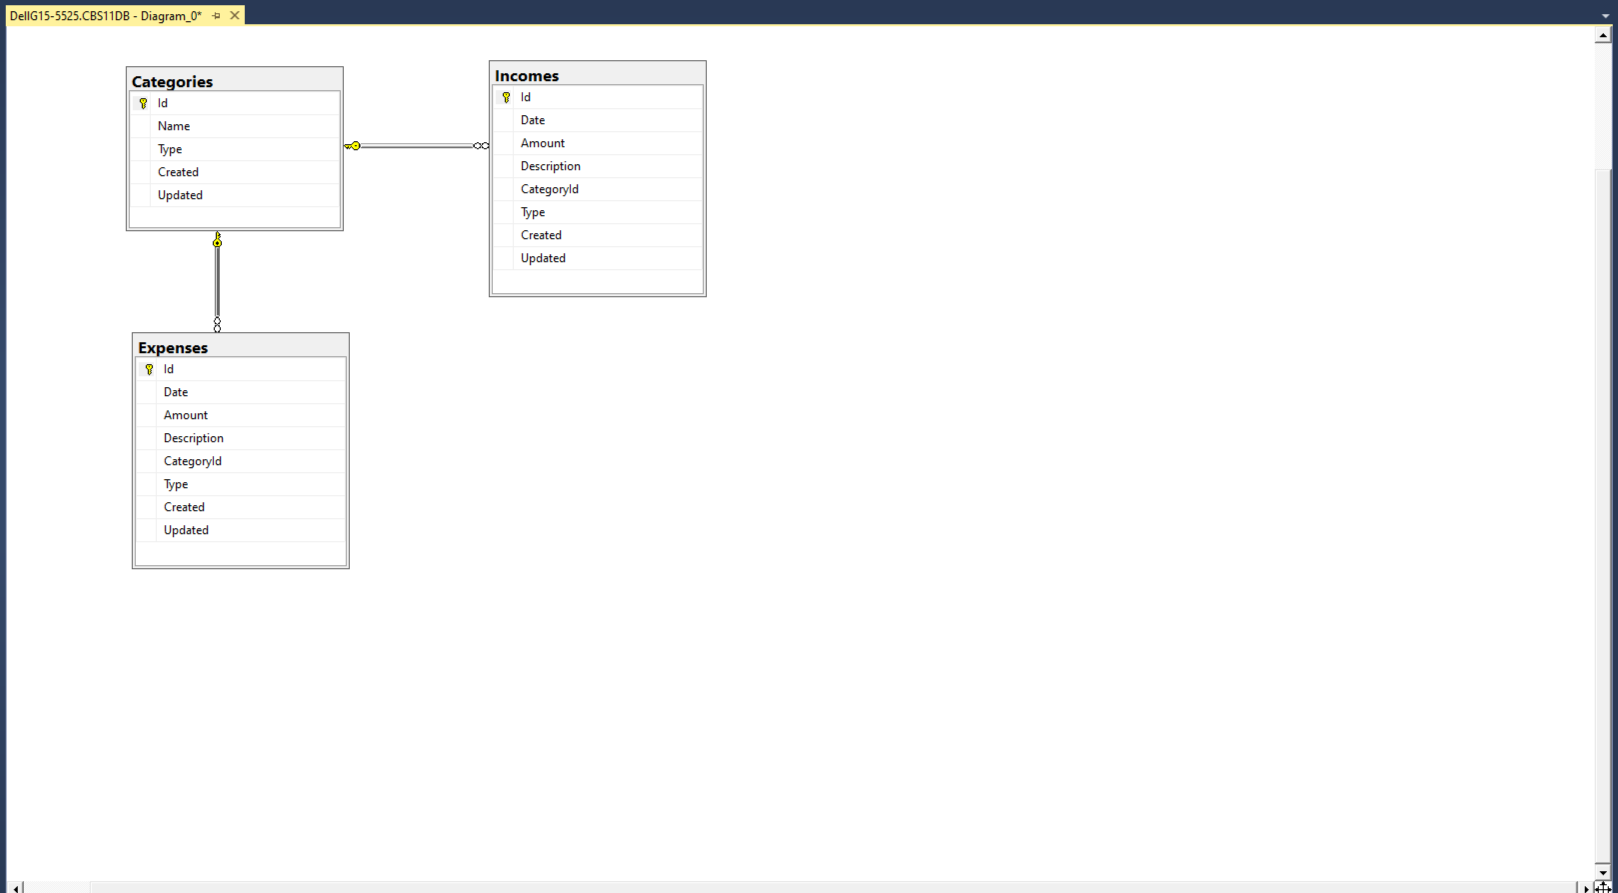 DellG15-5525.CBS11DB - Diagram_0*
Categories
Id
Name
Type
Created
Updated
Incomes
Id
Date
Amount
Description
CategoryId
Type
Created
Updated
Expenses
Id
Date
Amount
Description
CategoryId
Type
Created
Updated